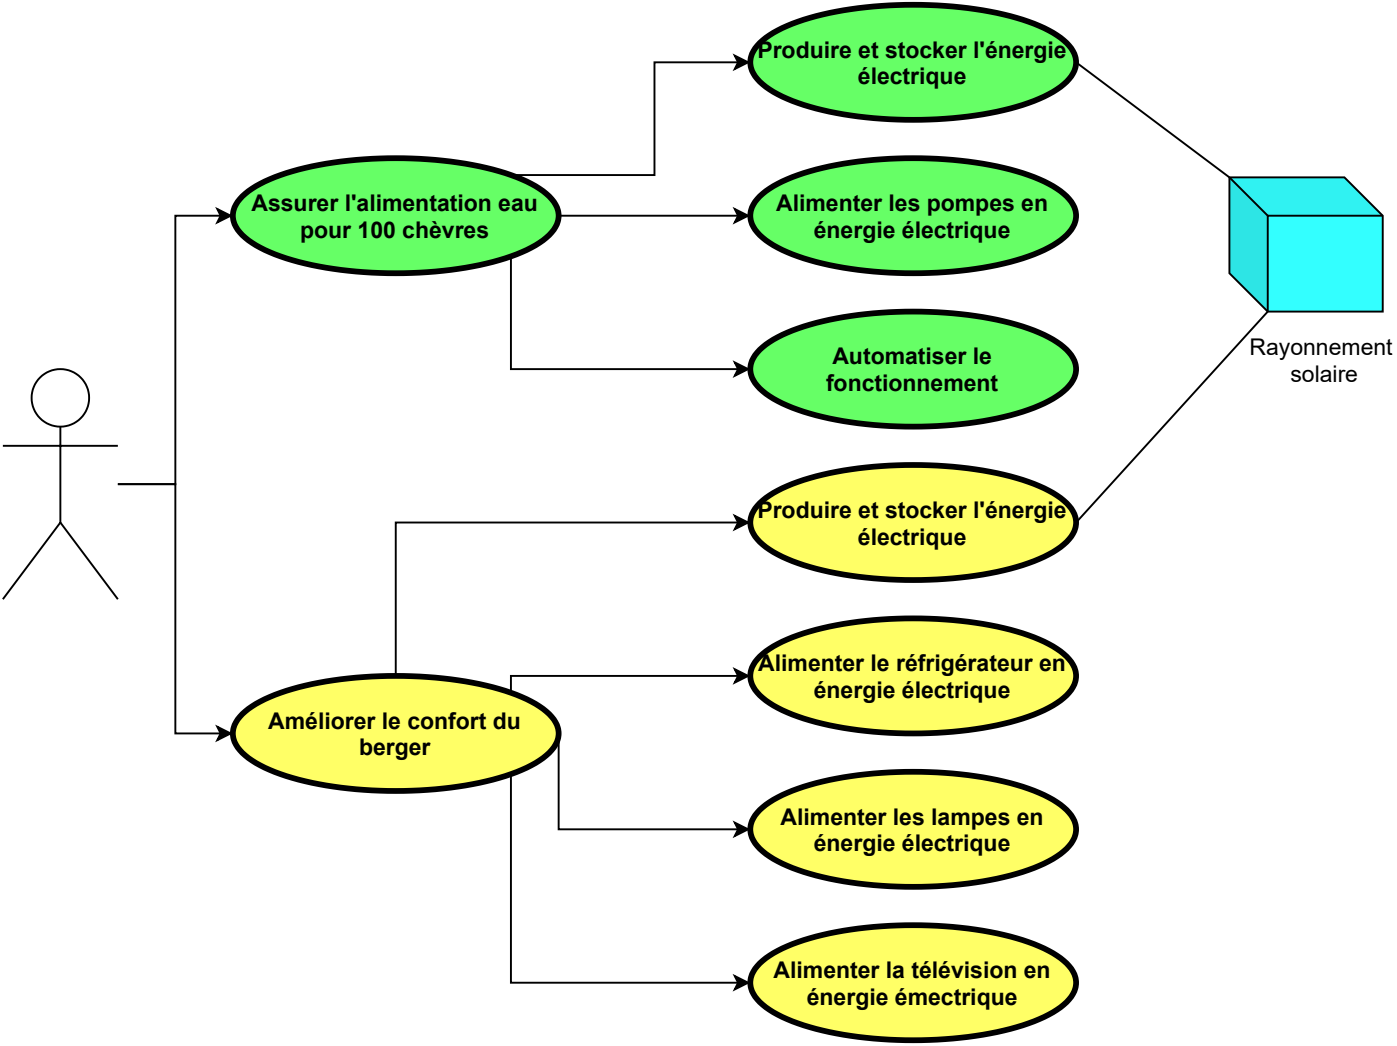 Produire et stocker l'énergie
électrique
Assurer l'alimentation eau
pour 100 chèvres
Alimenter les pompes en
énergie électrique
Automatiser le
fonctionnement
Rayonnement
solaire
Produire et stocker l'énergie
électrique
Alimenter le réfrigérateur en
énergie électrique
Améliorer le confort du
berger
Alimenter les lampes en
énergie électrique
Alimenter la télévision en
énergie émectrique